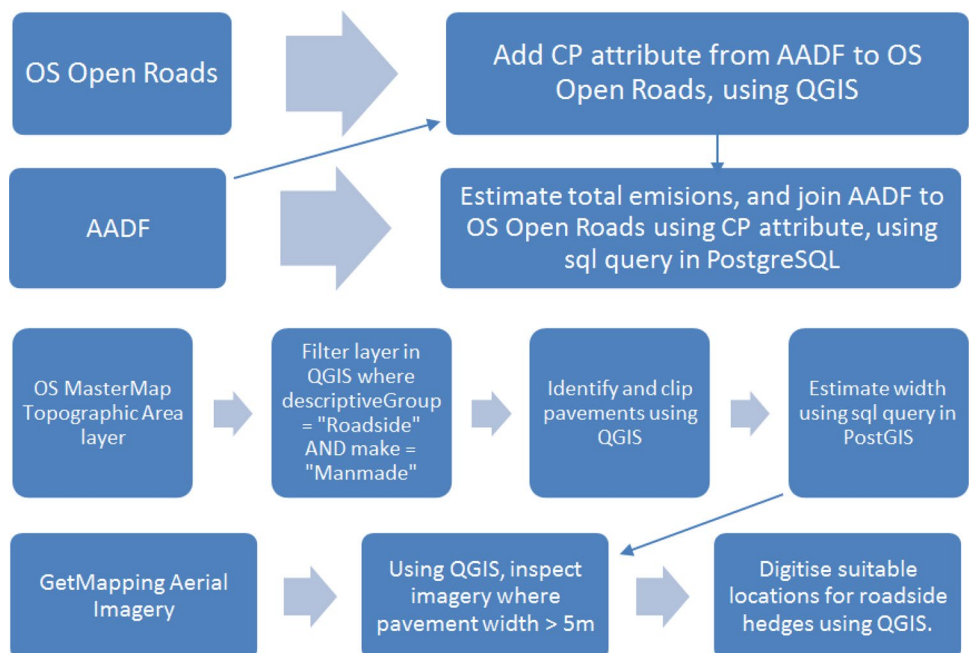 OS Open Roads
Add CP attribute from AADF to OS
Open Roads, using QGIS
AADF
Estimate total emisions, and join AADF to
OS Open Roads using CP attribute, using
sql query in PostgreSQL
OS MasterMap
Topographic Area
layer
Filter layer in
QGIS where
descriptiveGroup
= "Roadside"
AND make =
"Manmade"
Identify and clip
pavements using
QGIS
Estimate width
using sql query in
PostGIS
GetMapping Aerial
Imagery
Using QGIS, inspect
imagery where
pavement width > 5m
Digitise suitable
locations for roadside
hedges using QGIS.